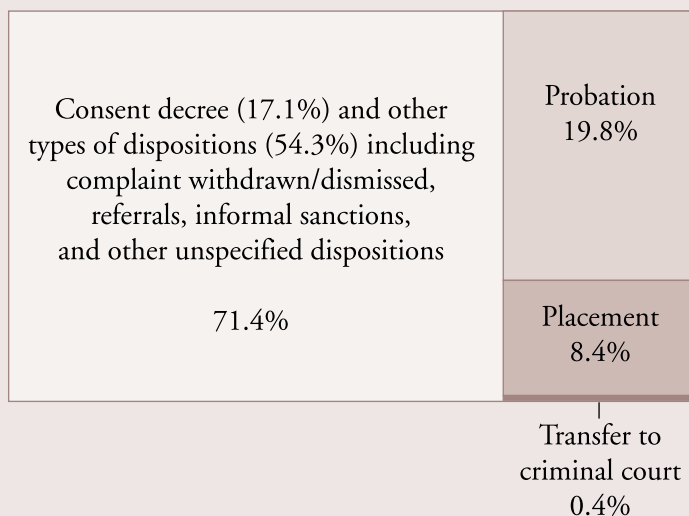 Consent decree (17.1%) and other
types of dispositions (54.3%) including
complaint withdrawn/dismissed,
referrals, informal sanctions,
and other unspecified dispositions
71.4%
Probation
19.8%
Placement
8.4%
Transfer to
criminal court
0.4%